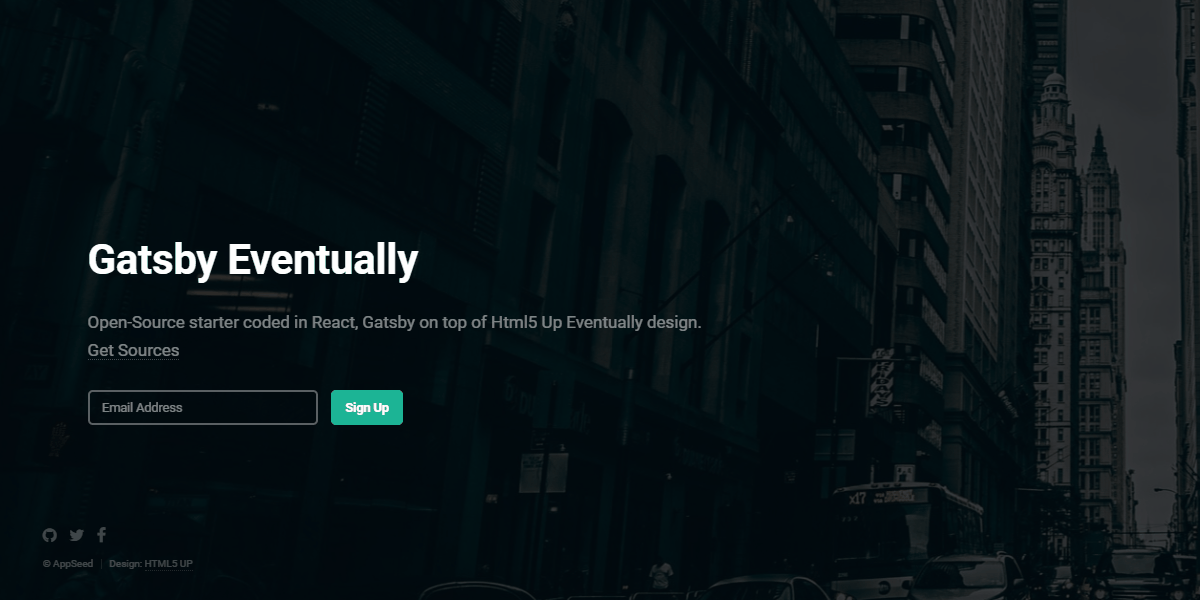 Gatsby Eventually
Open-Source starter coded in React, Gatsby on top of Html5 Up Eventually design.
Get Sources
Email Address
Sign Up
x17
© AppSeed
Design: HTML5 UP